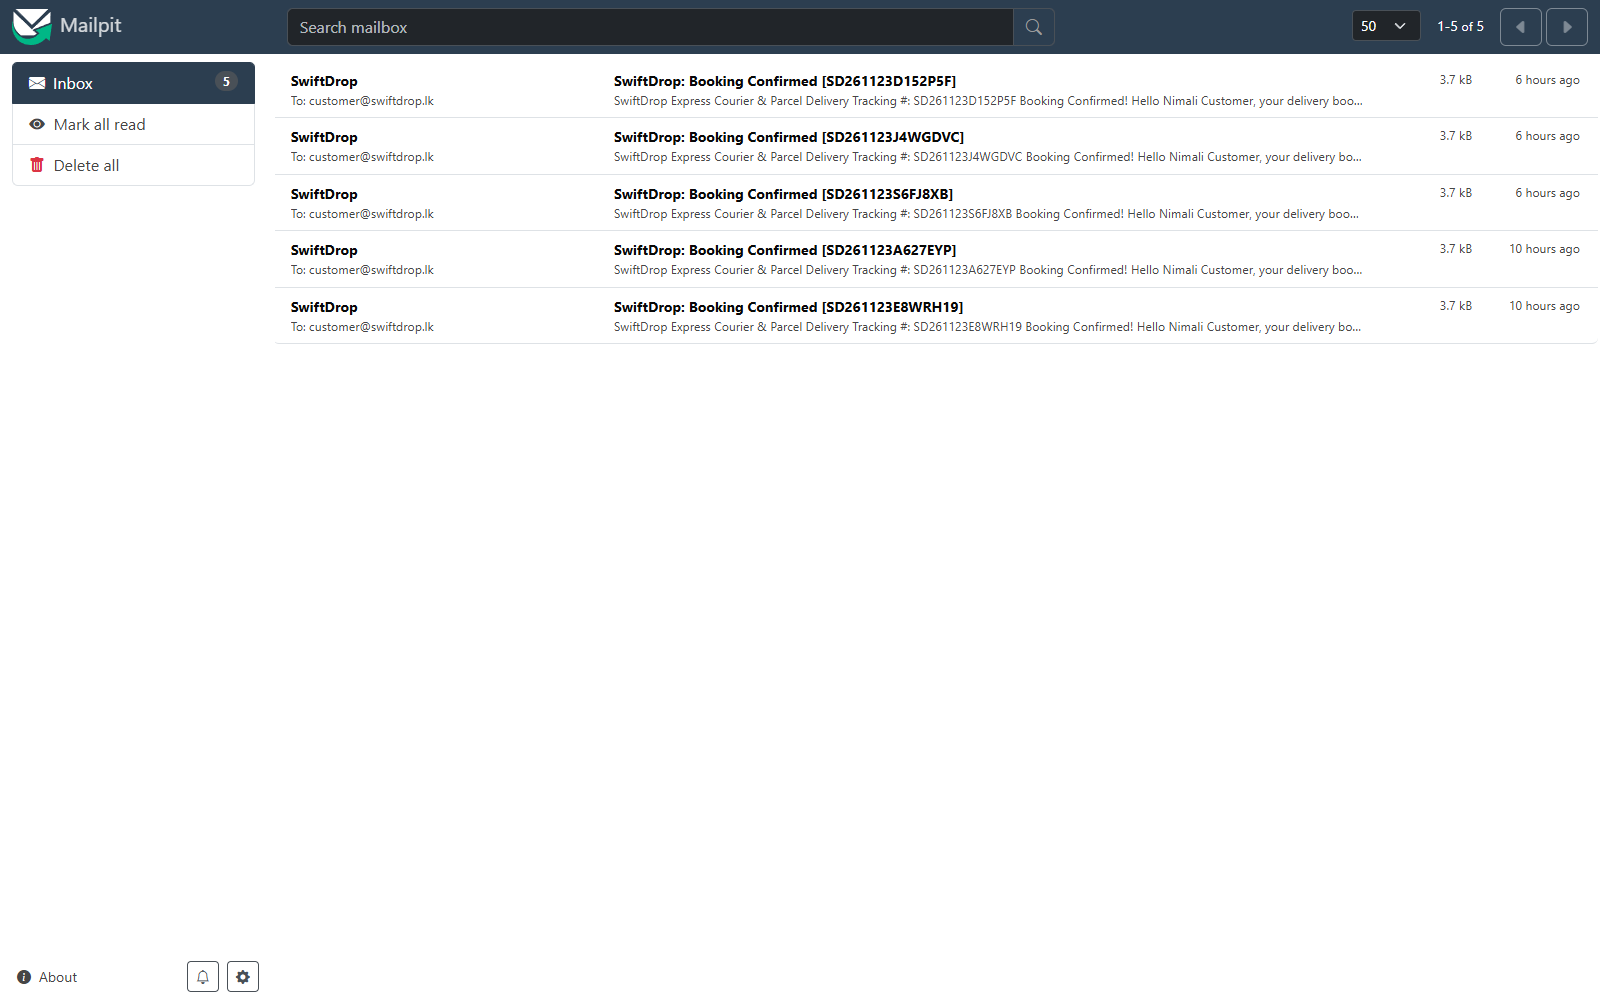 Mailpit
Search mailbox
50
1-5 of 5
Inbox 5
Mark all read
Delete all
SwiftDrop
To: customer@swiftdrop.lk
SwiftDrop: Booking Confirmed [SD261123D152P5F]
SwiftDrop Express Courier & Parcel Delivery Tracking #: SD261123D152P5F Booking Confirmed! Hello Nimali Customer, your delivery boo...
3.7 kB
6 hours ago
SwiftDrop
To: customer@swiftdrop.lk
SwiftDrop: Booking Confirmed [SD261123J4WGDVC]
SwiftDrop Express Courier & Parcel Delivery Tracking #: SD261123J4WGDVC Booking Confirmed! Hello Nimali Customer, your delivery bo...
3.7 kB
6 hours ago
SwiftDrop
To: customer@swiftdrop.lk
SwiftDrop: Booking Confirmed [SD261123S6FJ8XB]
SwiftDrop Express Courier & Parcel Delivery Tracking #: SD261123S6FJ8XB Booking Confirmed! Hello Nimali Customer, your delivery boo...
3.7 kB
6 hours ago
SwiftDrop
To: customer@swiftdrop.lk
SwiftDrop: Booking Confirmed [SD261123A627EYP]
SwiftDrop Express Courier & Parcel Delivery Tracking #: SD261123A627EYP Booking Confirmed! Hello Nimali Customer, your delivery boo...
3.7 kB
10 hours ago
SwiftDrop
To: customer@swiftdrop.lk
SwiftDrop: Booking Confirmed [SD261123E8WRH19]
SwiftDrop Express Courier & Parcel Delivery Tracking #: SD261123E8WRH19 Booking Confirmed! Hello Nimali Customer, your delivery bo...
3.7 kB
10 hours ago
About